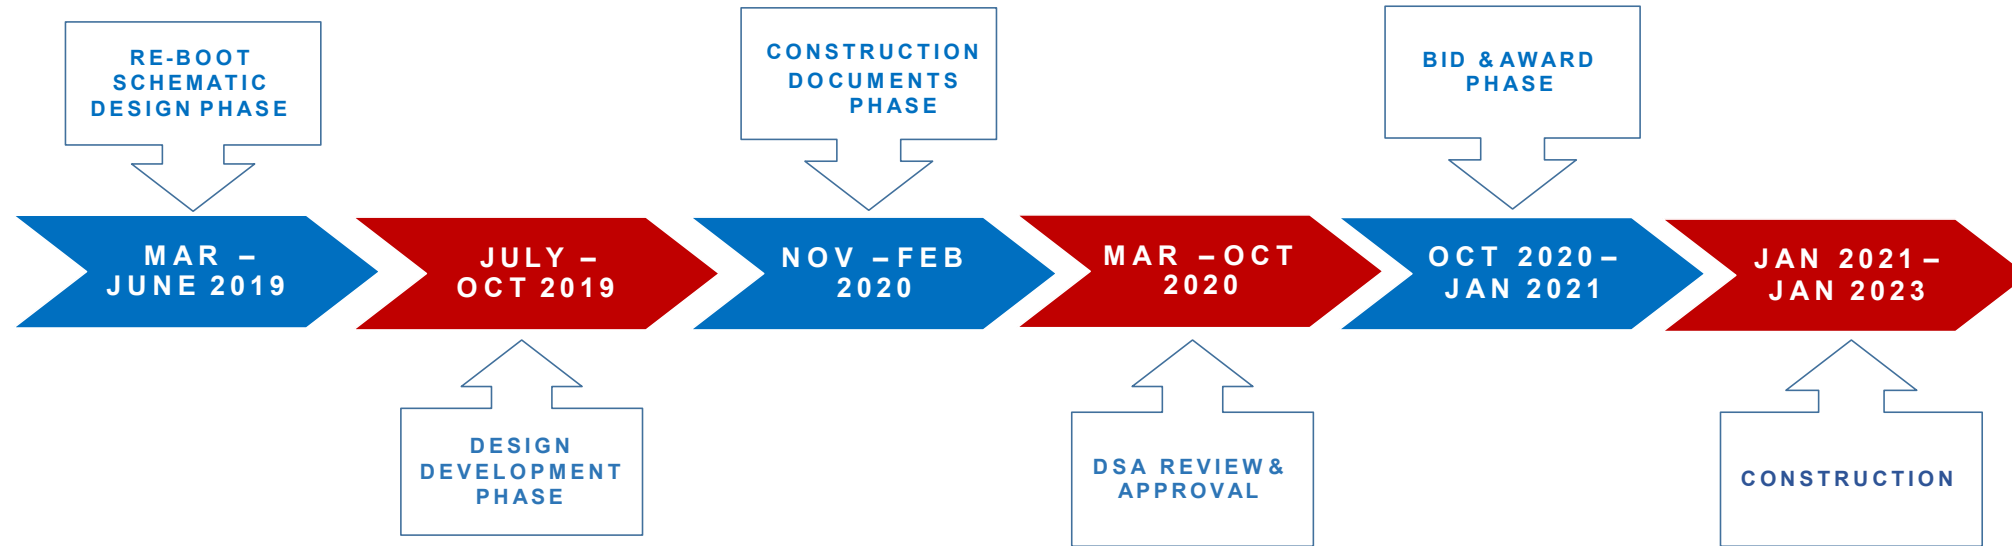 RE-BOOT
SCHEMATIC
DESIGN PHASE
CONSTRUCTION
DOCUMENTS
PHASE
BID & AWARD
PHASE
MAR –
JUNE 2019
JULY –
OCT 2019
NOV – FEB
2020
MAR – OCT
2020
OCT 2020 –
JAN 2021
JAN 2021 –
JAN 2023
DESIGN
DEVELOPMENT
PHASE
DSA REVIEW &
APPROVAL
CONSTRUCTION